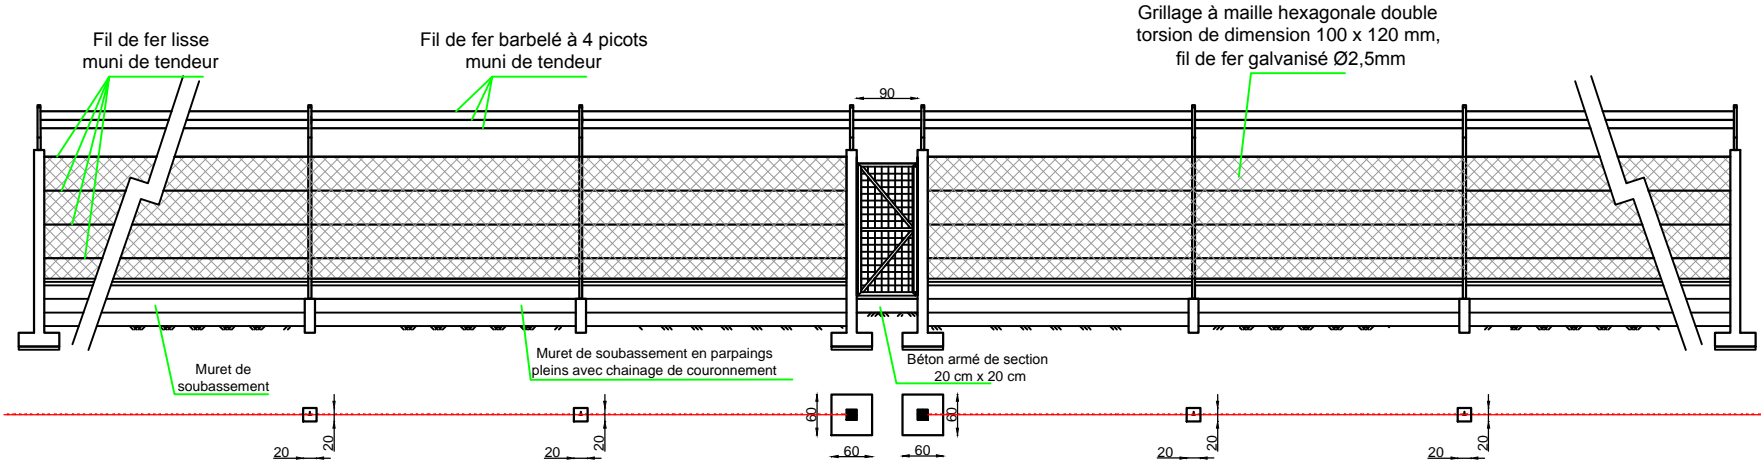 Fil de fer lisse
muni de tendeur
Fil de fer barbelé à 4 picots
muni de tendeur
Grillage à maille hexagonale double
torsion de dimension 100 x 120 mm,
fil de fer galvanisé Ø2,5mm
90
Muret de
soubassement
Muret de soubassement en parpaings
pleins avec chainage de couronnement
Béton armé de section
20 cm x 20 cm
20
20
20
20
60
60
60
60
20
20
20
20